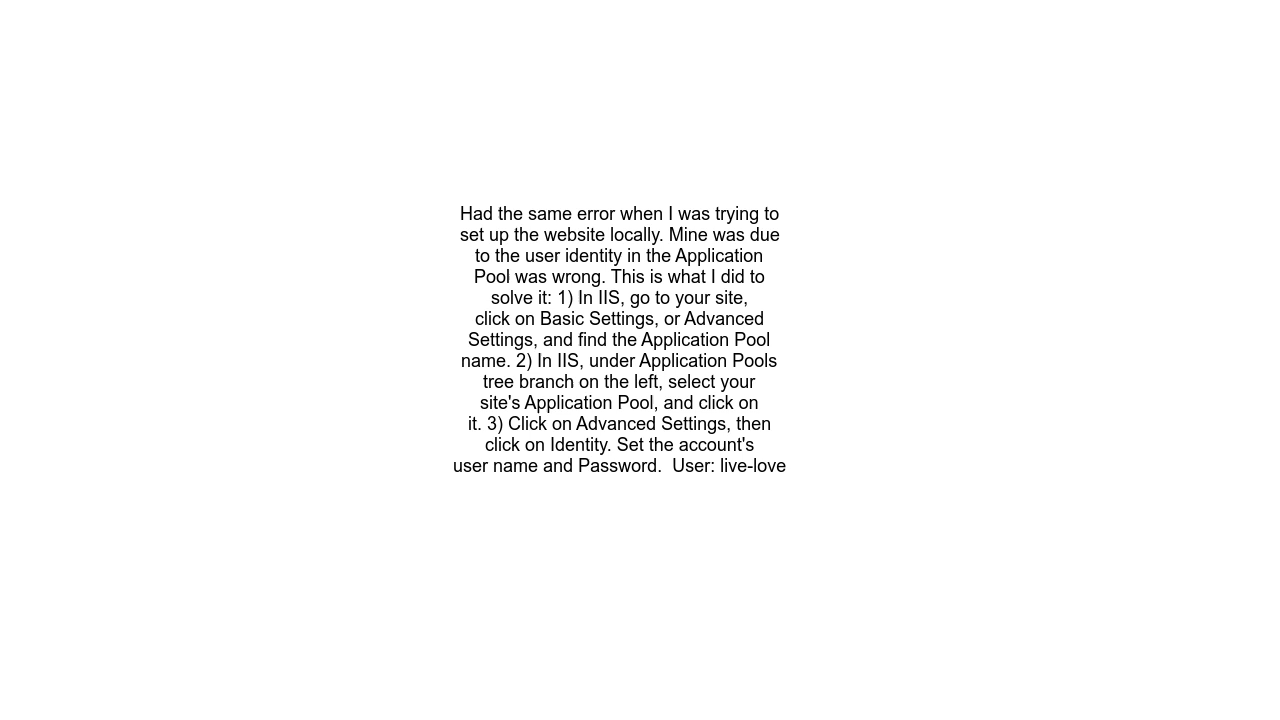 Had the same error when I was trying to
set up the website locally. Mine was due
to the user identity in the Application
Pool was wrong. This is what I did to
solve it: 1) In IIS, go to your site,
click on Basic Settings, or Advanced
Settings, and find the Application Pool
name. 2) In IIS, under Application Pools
tree branch on the left, select your
site's Application Pool, and click on
it. 3) Click on Advanced Settings, then
click on Identity. Set the account's
user name and Password.  User: live-love